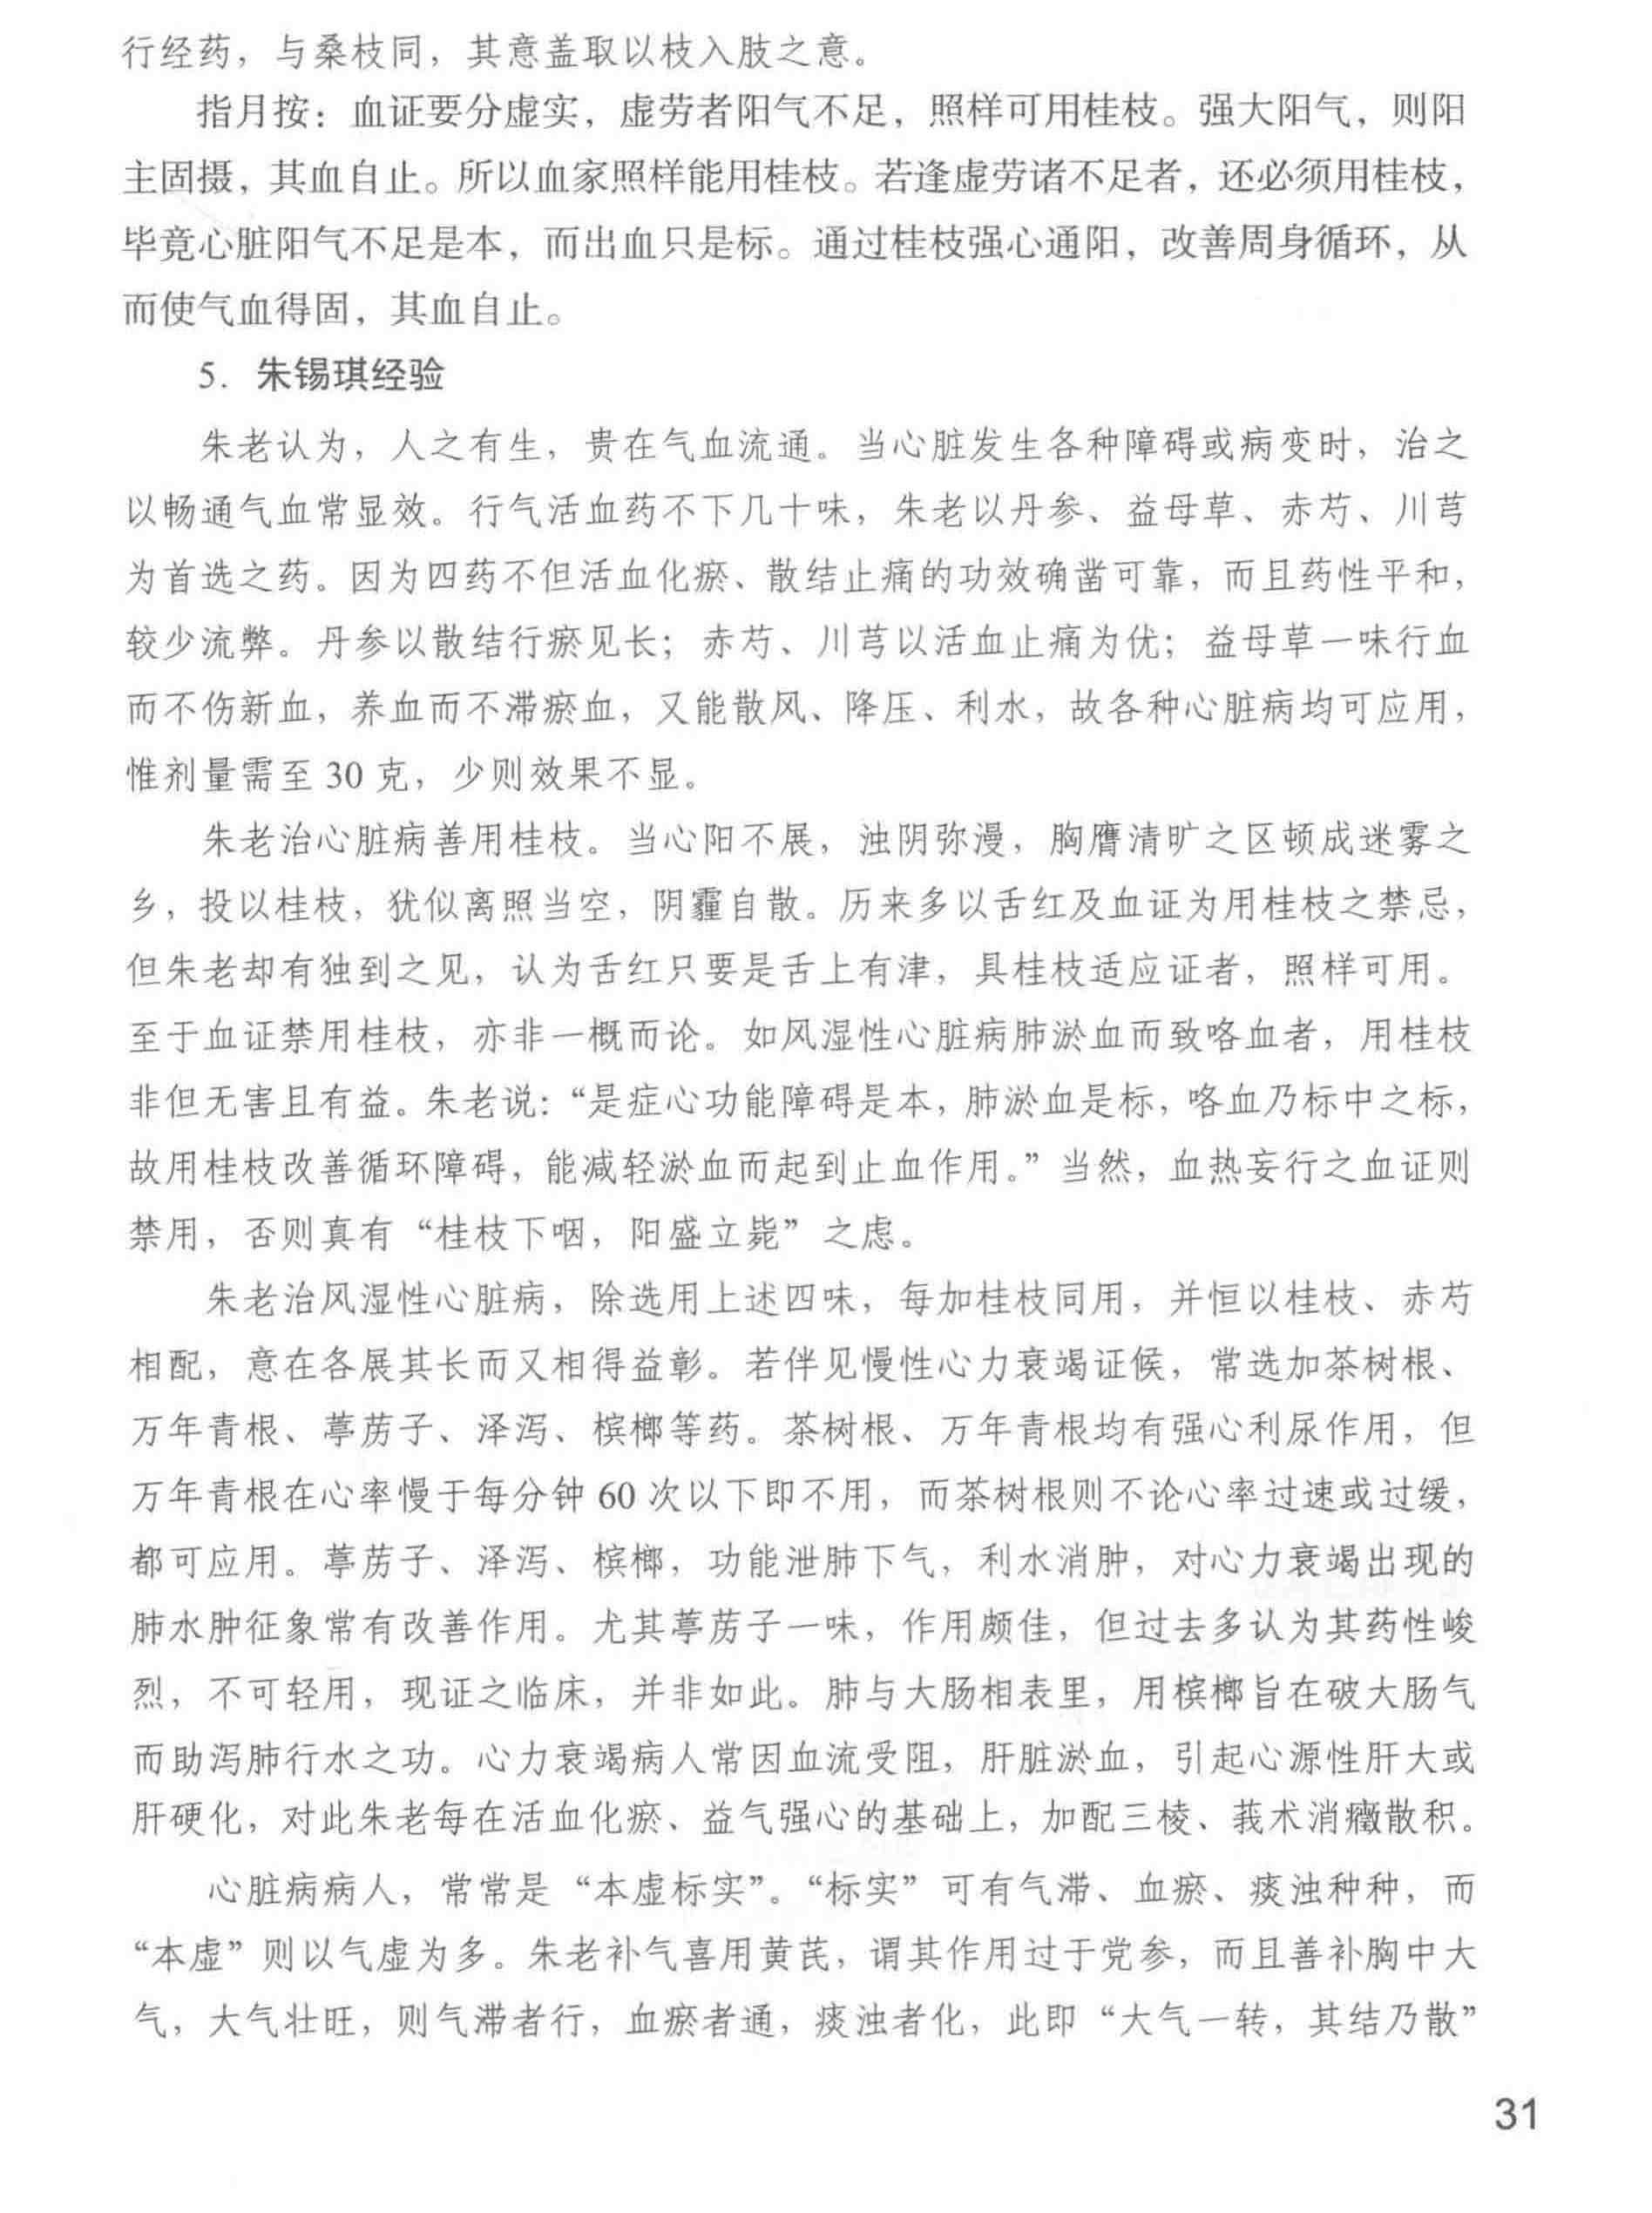 行经药，与桑枝同，其意盖取以枝入肢之意。
指月按：血证要分虚实，虚劳者阳气不足，照样可用桂枝。强大阳气，则阳
主固摄，其血自止。所以血家照样能用桂枝。若逢虚劳诸不足者，还必须用桂枝，
毕竟心脏阳气不足是本，而出血只是标。通过桂枝强心通阳，改善周身循环，从
而使气血得固，其血自止。
5．朱锡琪经验
朱老认为，人之有生，贵在气血流通。当心脏发生各种障碍或病变时，治之
以畅通气血常显效。行气活血药不下几十味，朱老以丹参、益母草、赤芍、川芎
为首选之药。因为四药不但活血化瘀、散结止痛的功效确凿可靠，而且药性平和，
较少流弊。丹参以散结行瘀见长；赤芍、川芎以活血止痛为优；益母草一味行血
而不伤新血，养血而不滞瘀血，又能散风、降压、利水，故各种心脏病均可应用，
惟剂量需至 30 克，少则效果不显。
朱老治心脏病善用桂枝。当心阳不展，浊阴弥漫，胸膺清旷之区顿成迷雾之
乡，投以桂枝，犹似离照当空，阴霾自散。历来多以舌红及血证为用桂枝之禁忌，
但朱老却有独到之见，认为舌红只要是舌上有津，具桂枝适应证者，照样可用。
至于血证禁用桂枝，亦非一概而论。如风湿性心脏病肺淤血而致咯血者，用桂枝
非但无害且有益。朱老说：“是症心功能障碍是本，肺淤血是标，咯血乃标中之标，
故用桂枝改善循环障碍，能减轻淤血而起到止血作用。”当然，血热妄行之血证则
禁用，否则真有“桂枝下咽，阳盛立毙”之虑。
朱老治风湿性心脏病，除选用上述四味，每加桂枝同用，并恒以桂枝、赤芍
相配，意在各展其长而又相得益彰。若伴见慢性心力衰竭证候，常选加茶树根、
万年青根、葶苈子、泽泻、槟榔等药。茶树根、万年青根均有强心利尿作用，但
万年青根在心率慢于每分钟 60 次以下即不用，而茶树根则不论心率过速或过缓，
都可应用。葶苈子、泽泻、槟榔，功能泄肺下气，利水消肿，对心力衰竭出现的
肺水肿征象常有改善作用。尤其葶苈子一味，作用颇佳，但过去多认为其药性峻
烈，不可轻用，现证之临床，并非如此。肺与大肠相表里，用槟榔旨在破大肠气
而助泻肺行水之功。心力衰竭病人常因血流受阻，肝脏淤血，引起心源性肝大或
肝硬化，对此朱老每在活血化瘀、益气强心的基础上，加配三棱、莪术消癥散积。
心脏病病人，常常是“本虚标实”。“标实”可有气滞、血瘀、痰浊种种，而
“本虚”则以气虚为多。朱老补气喜用黄芪，谓其作用过于党参，而且善补胸中大
气，大气壮旺，则气滞者行，血瘀者通，痰浊者化，此即“大气一转，其结乃散”
31